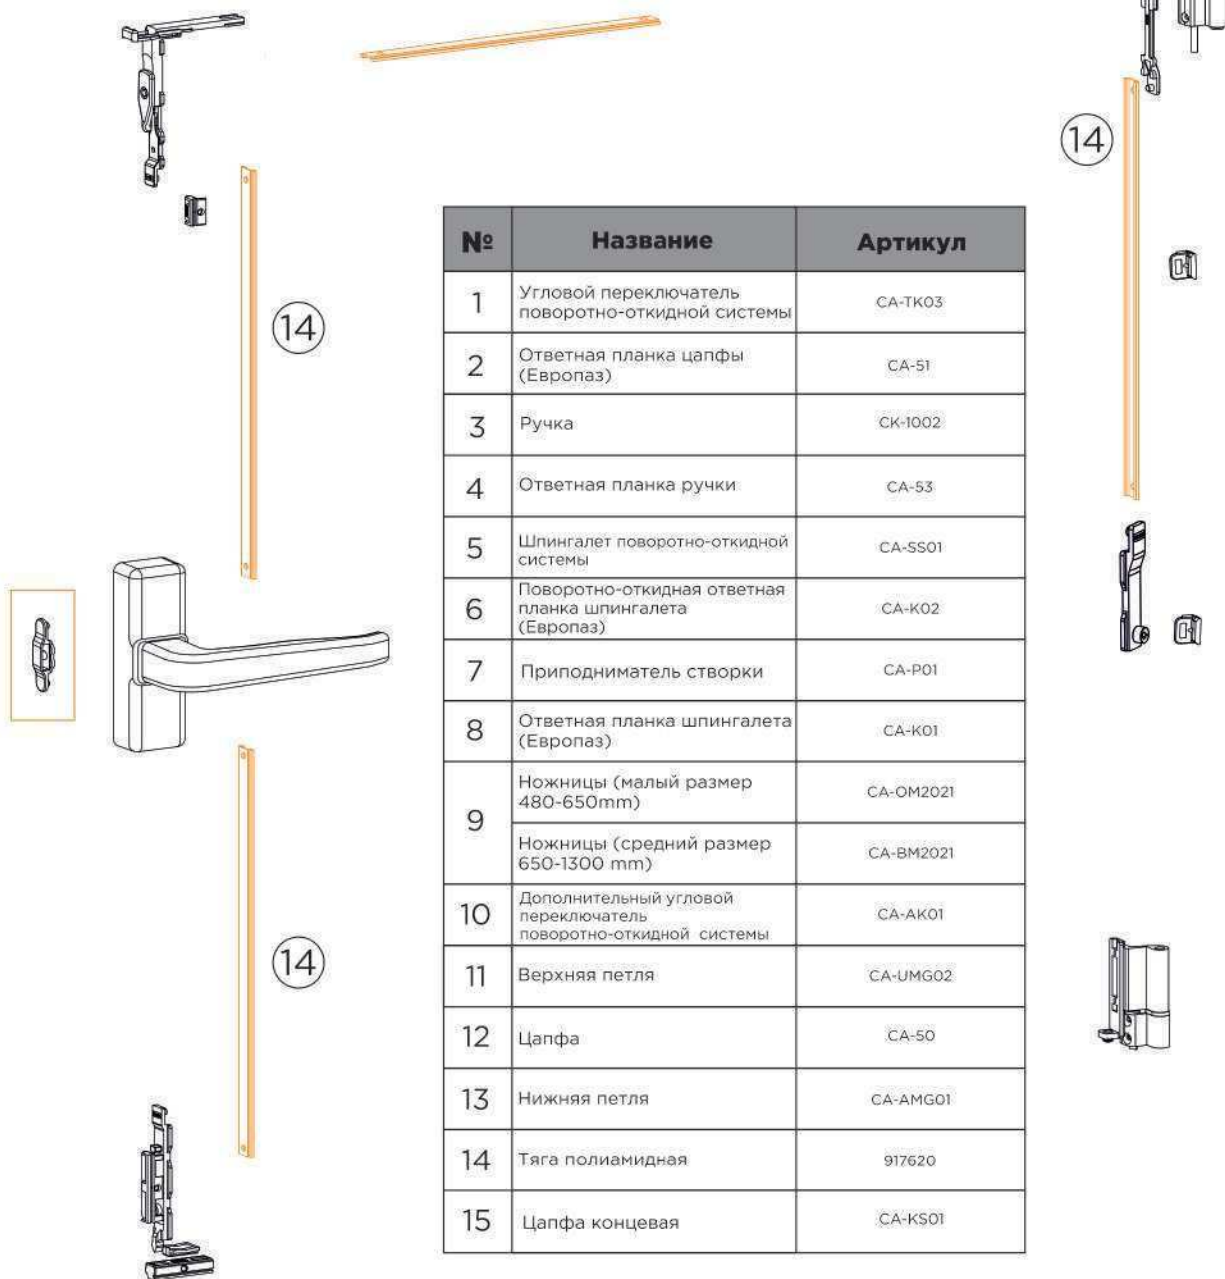 14
14
№ Название Артикул
1 Угловой переключатель поворотно-откидной системы CA-TK03
2 Ответная планка цапфы (Европаз) CA-51
3 Ручка CK-1002
4 Ответная планка ручки CA-53
5 Шпингалет поворотно-откидной системы CA-SS01
6 Поворотно-откидная ответная планка шпингалета (Европаз) CA-K02
7 Приподниматель створки CA-P01
8 Ответная планка шпингалета (Европаз) CA-K01
9 Ножницы (малый размер 480-650mm) CA-OM2021
Ножницы (средний размер 650-1300 mm) CA-BM2021
10 Дополнительный угловой переключатель поворотно-откидной системы CA-AK01
11 Верхняя петля CA-UMG02
12 Цапфа CA-50
13 Нижняя петля CA-AMG01
14 Тяга полиамидная 917620
15 Цапфа концевая CA-KS01
14